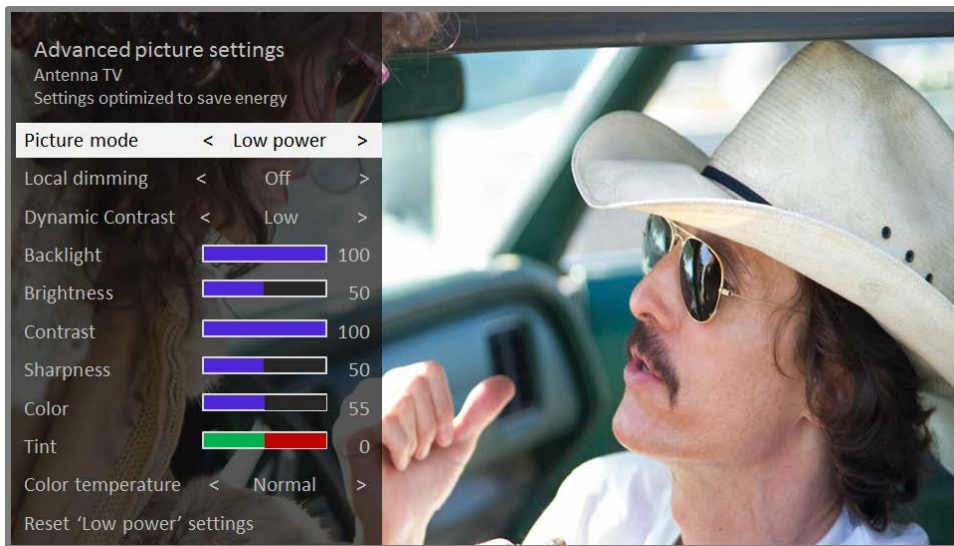 Advanced picture settings
Antenna TV
Settings optimized to save energy
Picture mode < Low power >
Local dimming < Off >
Dynamic Contrast < Low >
Backlight 100
Brightness 50
Contrast 100
Sharpness 50
Color 55
Tint 0
Color temperature < Normal >
Reset ‘Low power’ settings